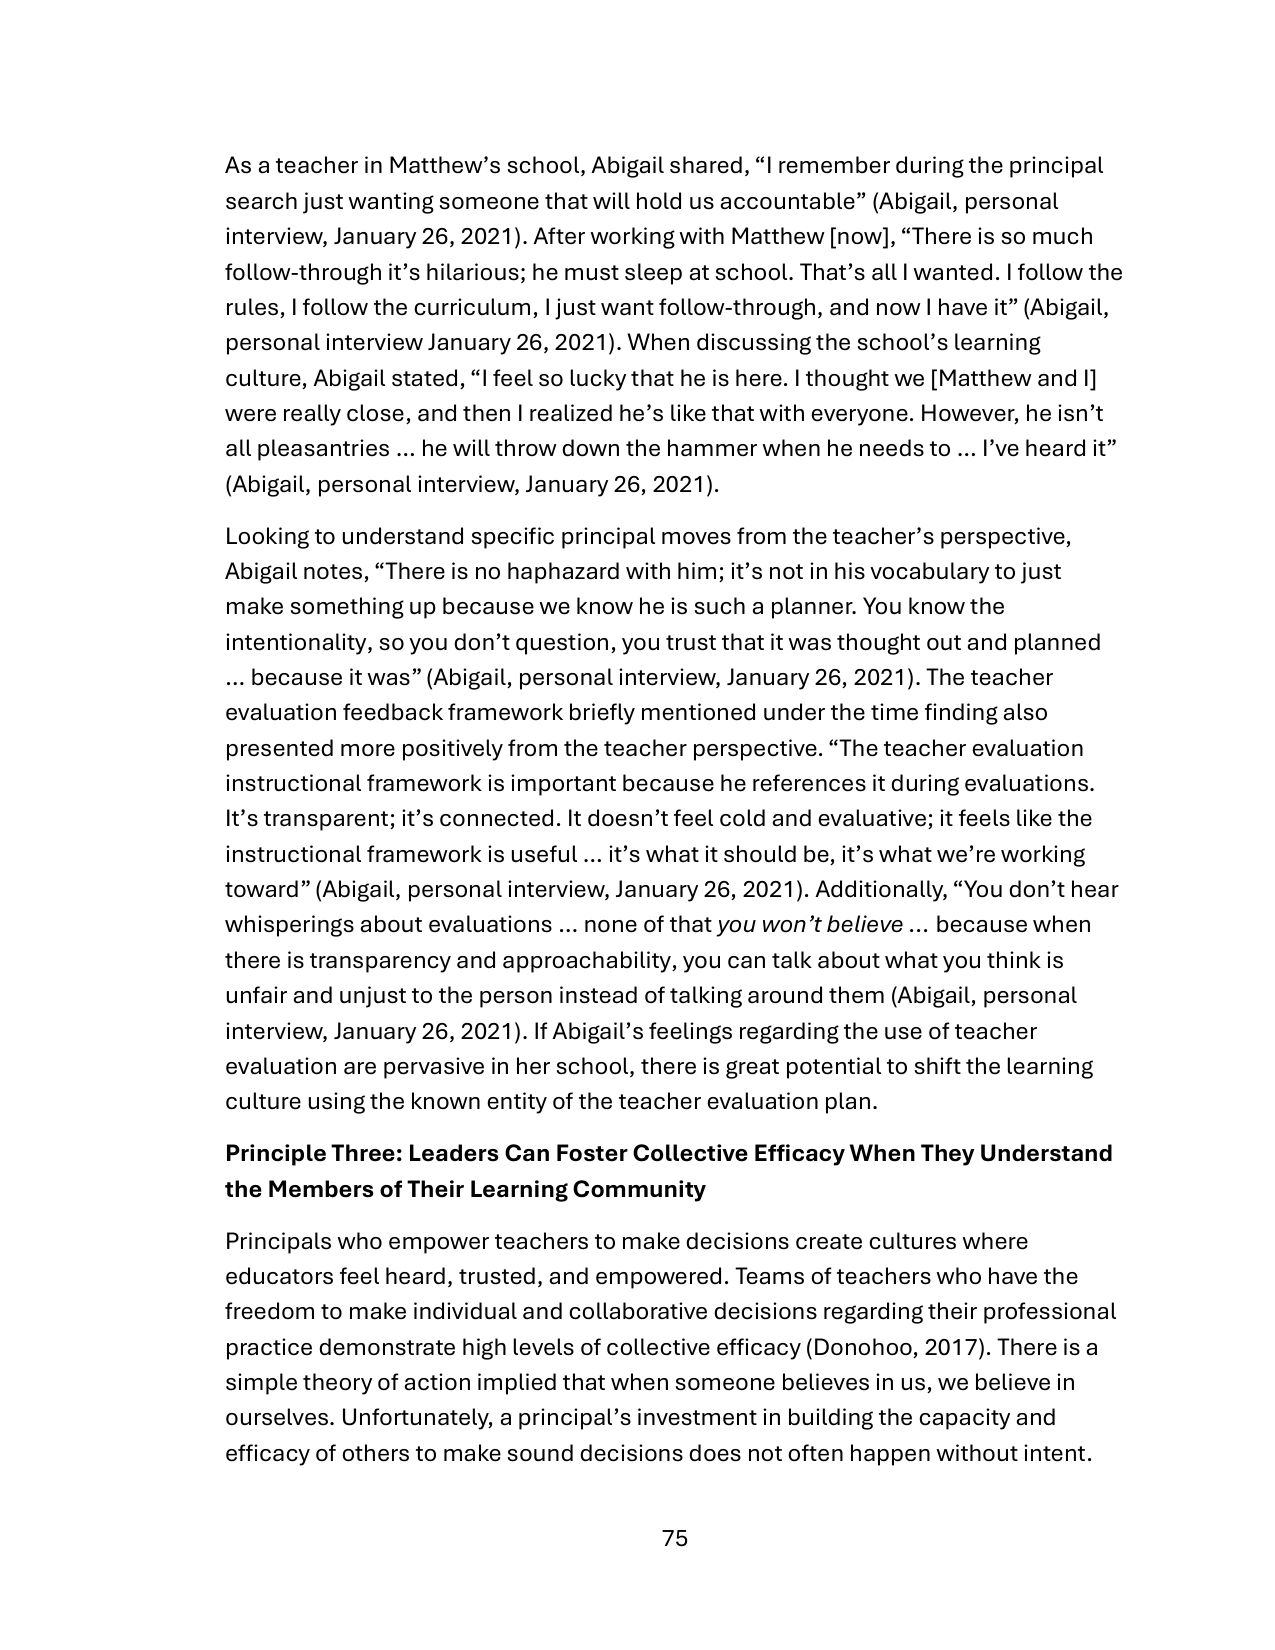 As a teacher in Matthew’s school, Abigail shared, “I remember during the principal
search just wanting someone that will hold us accountable” (Abigail, personal
interview, January 26, 2021). After working with Matthew [now], “There is so much
follow-through it’s hilarious; he must sleep at school. That’s all I wanted. I follow the
rules, I follow the curriculum, I just want follow-through, and now I have it” (Abigail,
personal interview January 26, 2021). When discussing the school’s learning
culture, Abigail stated, “I feel so lucky that he is here. I thought we [Matthew and I]
were really close, and then I realized he’s like that with everyone. However, he isn’t
all pleasantries ... he will throw down the hammer when he needs to ... I’ve heard it”
(Abigail, personal interview, January 26, 2021).
Looking to understand specific principal moves from the teacher’s perspective,
Abigail notes, “There is no haphazard with him; it’s not in his vocabulary to just
make something up because we know he is such a planner. You know the
intentionality, so you don’t question, you trust that it was thought out and planned
... because it was” (Abigail, personal interview, January 26, 2021). The teacher
evaluation feedback framework briefly mentioned under the time finding also
presented more positively from the teacher perspective. “The teacher evaluation
instructional framework is important because he references it during evaluations.
It’s transparent; it’s connected. It doesn’t feel cold and evaluative; it feels like the
instructional framework is useful ... it’s what it should be, it’s what we’re working
toward” (Abigail, personal interview, January 26, 2021). Additionally, “You don’t hear
whisperings about evaluations ... none of that you won’t believe ... because when
there is transparency and approachability, you can talk about what you think is
unfair and unjust to the person instead of talking around them (Abigail, personal
interview, January 26, 2021). If Abigail’s feelings regarding the use of teacher
evaluation are pervasive in her school, there is great potential to shift the learning
culture using the known entity of the teacher evaluation plan.
Principle Three: Leaders Can Foster Collective Efficacy When They Understand
the Members of Their Learning Community
Principals who empower teachers to make decisions create cultures where
educators feel heard, trusted, and empowered. Teams of teachers who have the
freedom to make individual and collaborative decisions regarding their professional
practice demonstrate high levels of collective efficacy (Donohoo, 2017). There is a
simple theory of action implied that when someone believes in us, we believe in
ourselves. Unfortunately, a principal’s investment in building the capacity and
efficacy of others to make sound decisions does not often happen without intent.
75